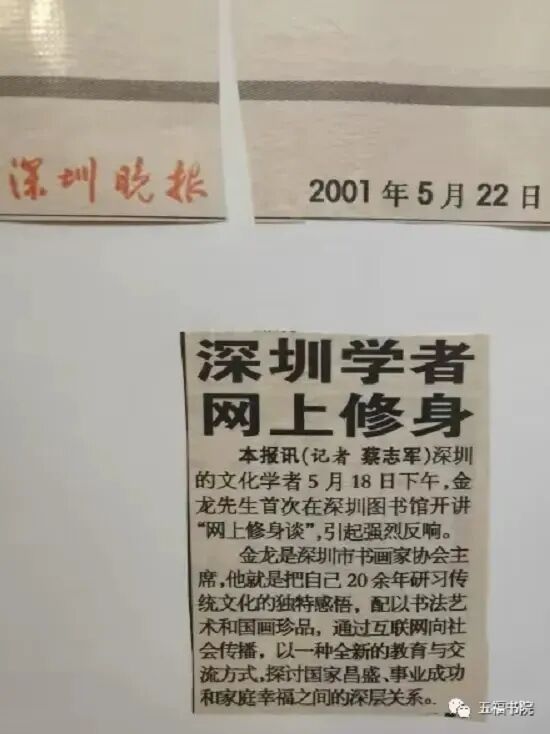 深圳晚报
2001年5月22日
深圳学者
网上修身
本报讯(记者 蔡志军)深圳
的文化学者5月18日下午,金
龙先生首次在深圳图书馆开讲
“网上修身谈”,引起强烈反响。
金龙是深圳市书画家协会主
席,他就是把自己20余年研习传
统文化的独特感悟，配以书法艺
术和国画珍品，通过互联网向社
会传播，以一种全新的教育与交
流方式,探讨国家昌盛、事业成功
和家庭幸福之间的深层关系。
五福书院